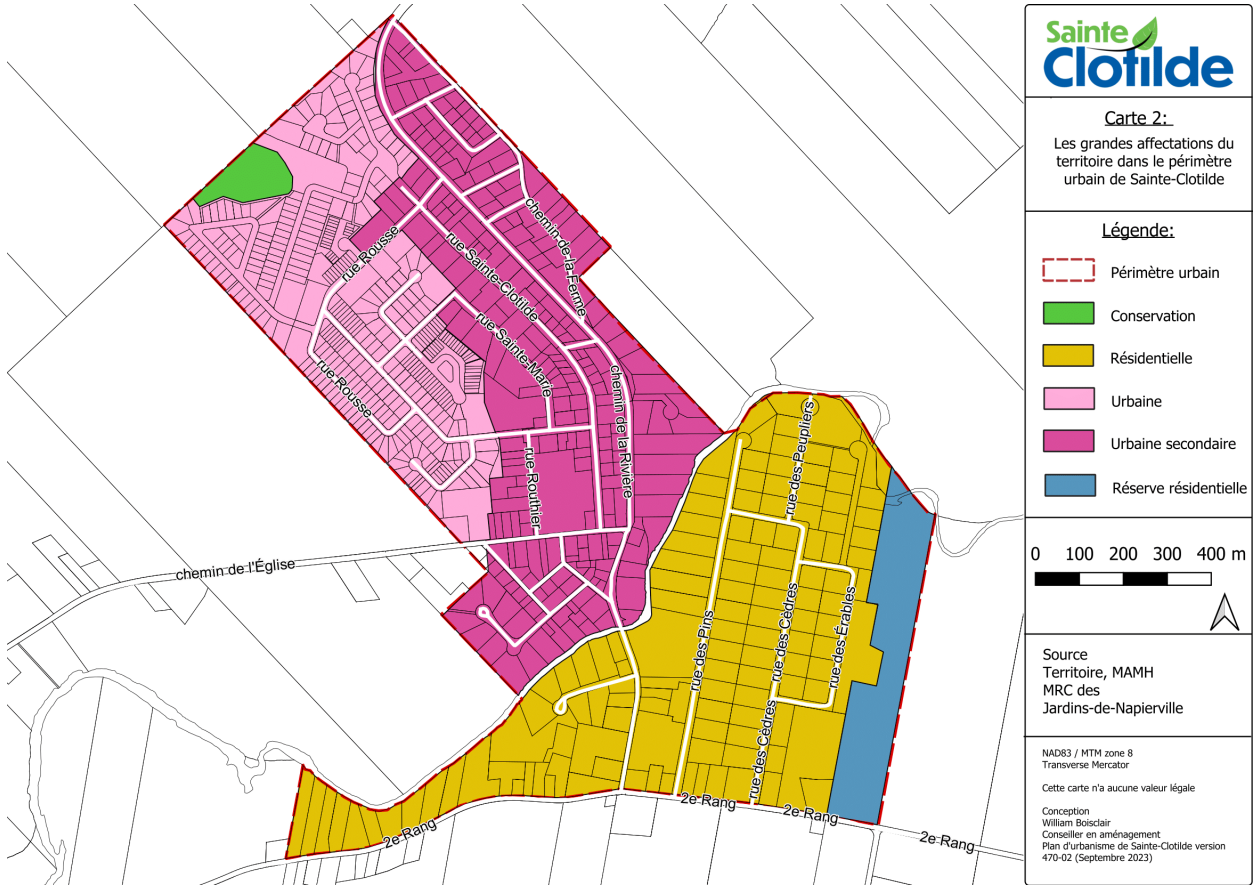 Sainte
Clotilde
Carte 2:
Les grandes affectations du
territoire dans le périmètre
urbain de Sainte-Clotilde
Légende:
Périmètre urbain
Conservation
Résidentielle
Urbaine
Urbaine secondaire
Réserve résidentielle
0 100 200 300 400 m
Source
Territoire, MAMH
MRC des
Jardins-de-Napierville
NAD83 / MTM zone 8
Transverse Mercator
Cette carte n'a aucune valeur légale
Conception
William Boisclair
Conseiller en aménagement
Plan d'urbanisme de Sainte-Clotilde version
470-02 (Septembre 2023)
chemin de la Ferme
rue Rousse
rue Sainte-Clotilde
rue Sainte-Marie
rue Rousse
chemin de la Rivière
rue Routhier
chemin de l'Église
rue des Peupliers
rue des Pins
rue des Cèdres
rue des Érables
rue des Cèdres
2e Rang
2e Rang
2e Rang
2e Rang